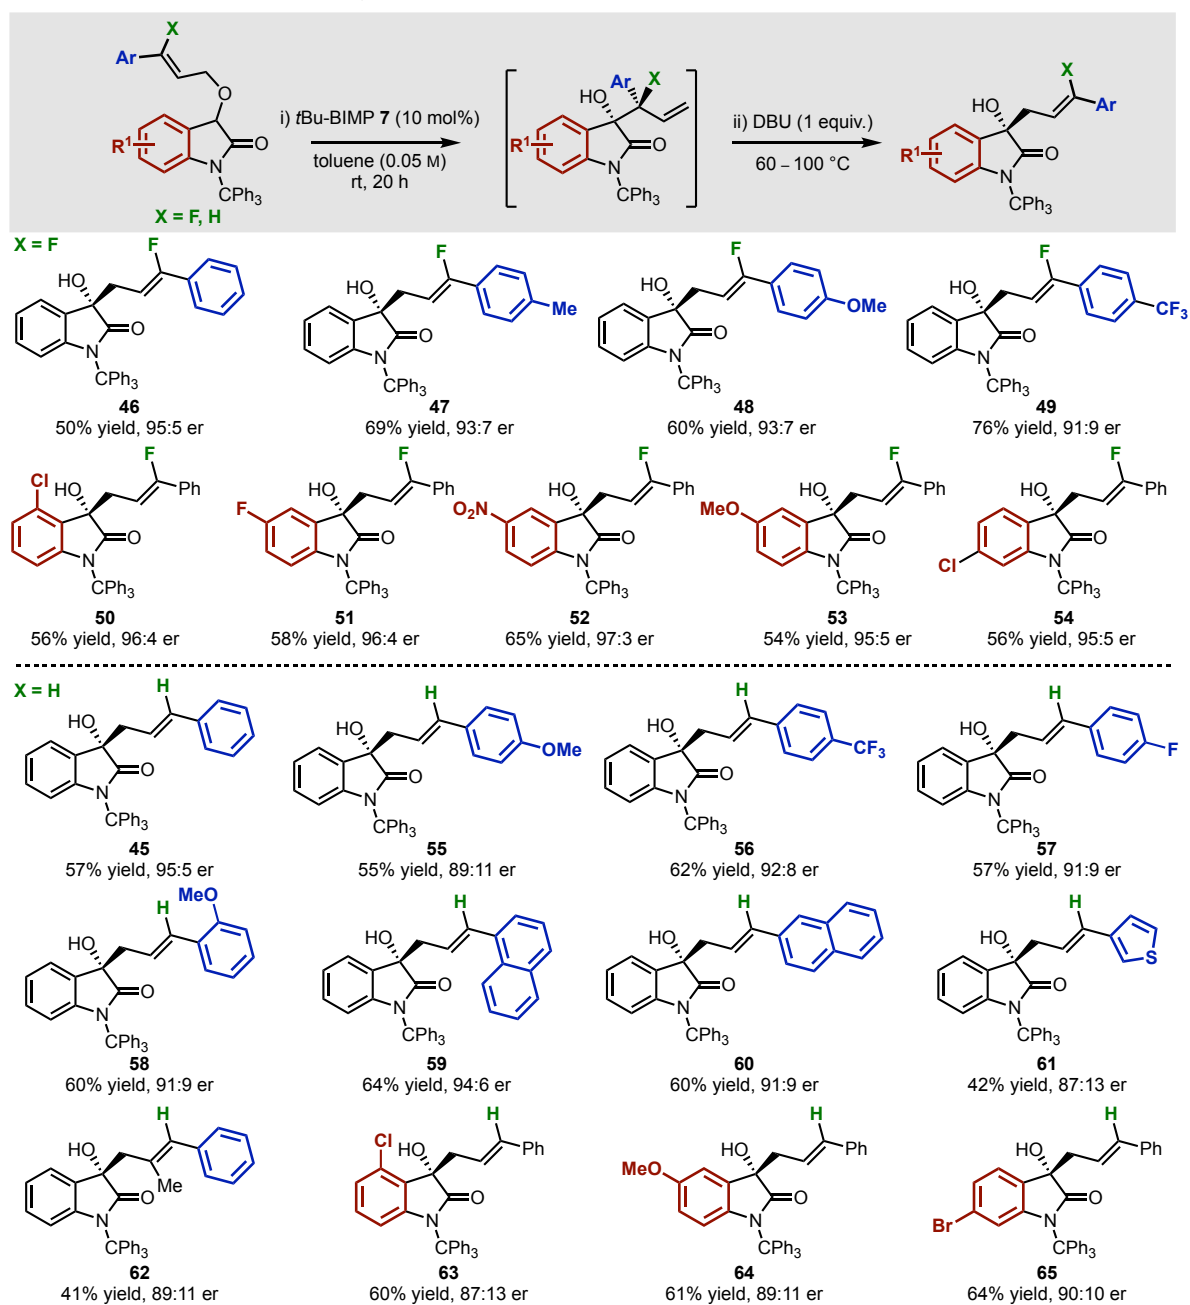 X
Ar
O
R¹
O
N
CPh₃
X = F, H
i) tBu-BIMP 7 (10 mol%)
toluene (0.05 M)
rt, 20 h
Ar X
HO
R¹
O
N
CPh₃
ii) DBU (1 equiv.)
60 – 100 °C
X
HO
Ar
R¹
O
N
CPh₃
X = F
F
HO
O
N
CPh₃
46
50% yield, 95:5 er
F
HO
Me
O
N
CPh₃
47
69% yield, 93:7 er
F
HO
OMe
O
N
CPh₃
48
60% yield, 93:7 er
F
HO
CF₃
O
N
CPh₃
49
76% yield, 91:9 er
F
Cl
HO
Ph
O
N
CPh₃
50
56% yield, 96:4 er
F
HO
Ph
F
O
N
CPh₃
51
58% yield, 96:4 er
F
HO
Ph
O₂N
O
N
CPh₃
52
65% yield, 97:3 er
F
HO
Ph
MeO
O
N
CPh₃
53
54% yield, 95:5 er
F
HO
Ph
O
Cl
N
CPh₃
54
56% yield, 95:5 er
X = H
H
HO
O
N
CPh₃
45
57% yield, 95:5 er
H
HO
OMe
O
N
CPh₃
55
55% yield, 89:11 er
H
HO
CF₃
O
N
CPh₃
56
62% yield, 92:8 er
H
HO
F
O
N
CPh₃
57
57% yield, 91:9 er
MeO
H
HO
O
N
CPh₃
58
60% yield, 91:9 er
H
HO
O
N
CPh₃
59
64% yield, 94:6 er
H
HO
O
N
CPh₃
60
60% yield, 91:9 er
H
HO
S
O
N
CPh₃
61
42% yield, 87:13 er
H
HO
Me
O
N
CPh₃
62
41% yield, 89:11 er
H
Cl
HO
Ph
O
N
CPh₃
63
60% yield, 87:13 er
H
HO
Ph
MeO
O
N
CPh₃
64
61% yield, 89:11 er
H
HO
Ph
O
Br
N
CPh₃
65
64% yield, 90:10 er